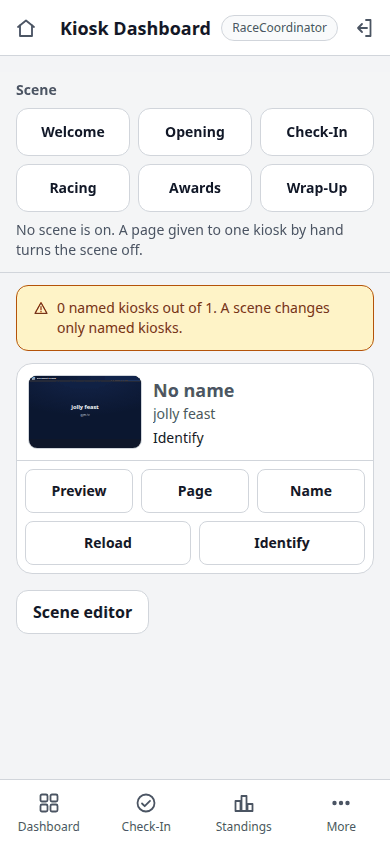 Kiosk Dashboard
RaceCoordinator
Scene
Welcome
Opening
Check-In
Racing
Awards
Wrap-Up
No scene is on. A page given to one kiosk by hand
turns the scene off.
0 named kiosks out of 1. A scene changes
only named kiosks.
jolly feast
No name
jolly feast
Identify
Preview
Page
Name
Reload
Identify
Scene editor
Dashboard
Check-In
Standings
More